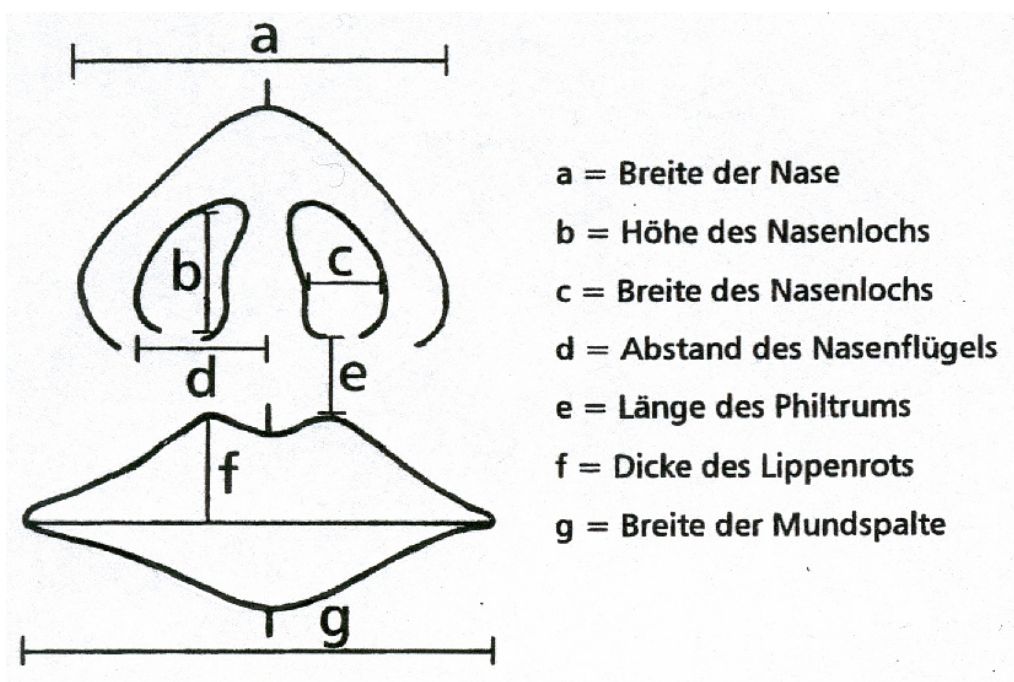 a
b
c
d
e
f
g
a = Breite der Nase
b = Höhe des Nasenlochs
c = Breite des Nasenlochs
d = Abstand des Nasenflügels
e = Länge des Philtrums
f = Dicke des Lippenrots
g = Breite der Mundspalte